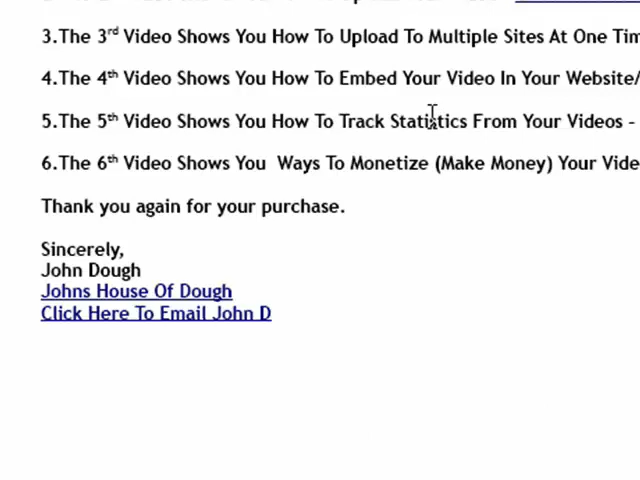 3.The 3rd Video Shows You How To Upload To Multiple Sites At One
4.The 4th Video Shows You How To Embed Your Video In Your Website/
5.The 5th Video Shows You How To Track Statistics From Your Videos -
6.The 6th Video Shows You Ways To Monetize (Make Money) Your
Thank you again for your purchase.
Sincerely,
John Dough
Johns House Of Dough
Click Here To Email John D